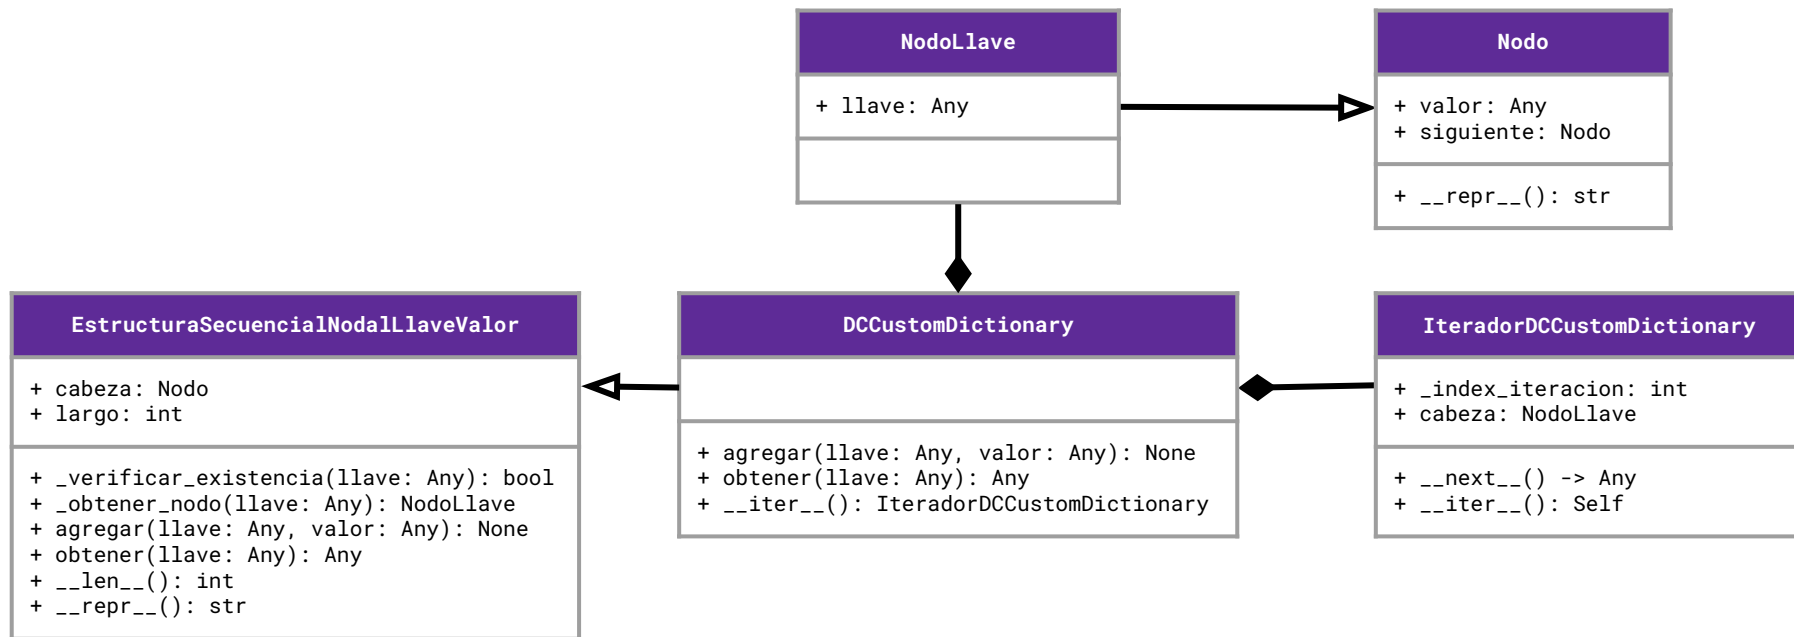 NodoLlave
+ llave: Any
Nodo
+ valor: Any
+ siguiente: Nodo
+ __repr__(): str
EstructuraSecuencialNodalLlaveValor
+ cabeza: Nodo
+ largo: int
+ _verificar_existencia(llave: Any): bool
+ _obtener_nodo(llave: Any): NodoLlave
+ agregar(llave: Any, valor: Any): None
+ obtener(llave: Any): Any
+ __len__(): int
+ __repr__(): str
DCCustomDictionary
+ agregar(llave: Any, valor: Any): None
+ obtener(llave: Any): Any
+ __iter__(): IteradorDCCustomDictionary
IteradorDCCustomDictionary
+ _index_iteracion: int
+ cabeza: NodoLlave
+ __next__() -> Any
+ __iter__(): Self